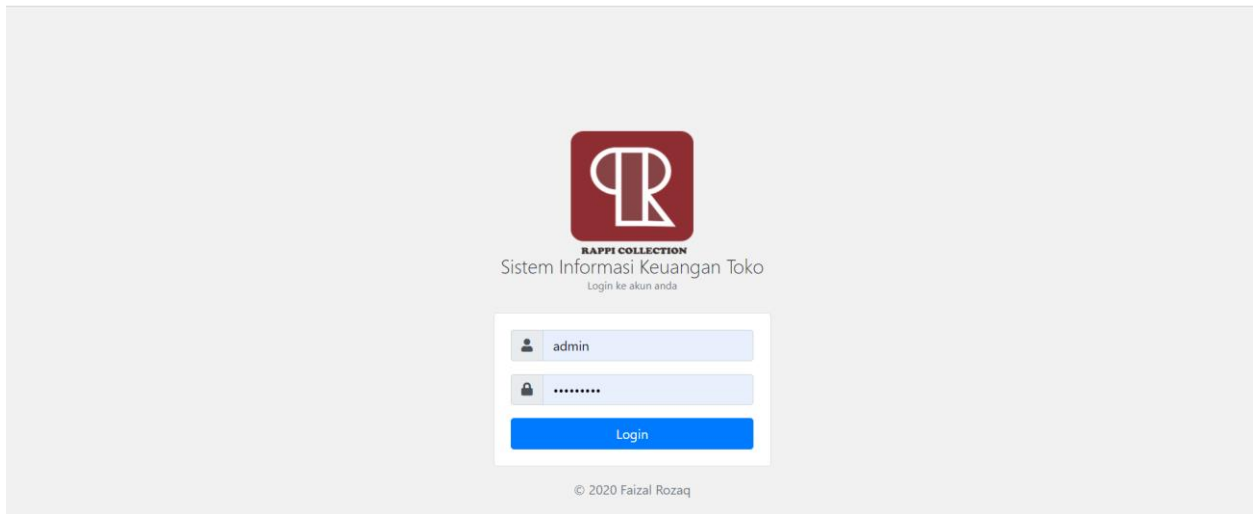 RAPPI COLLECTION
Sistem Informasi Keuangan Toko
Login ke akun anda
admin
•••••••••
Login
© 2020 Faizal Rozaq